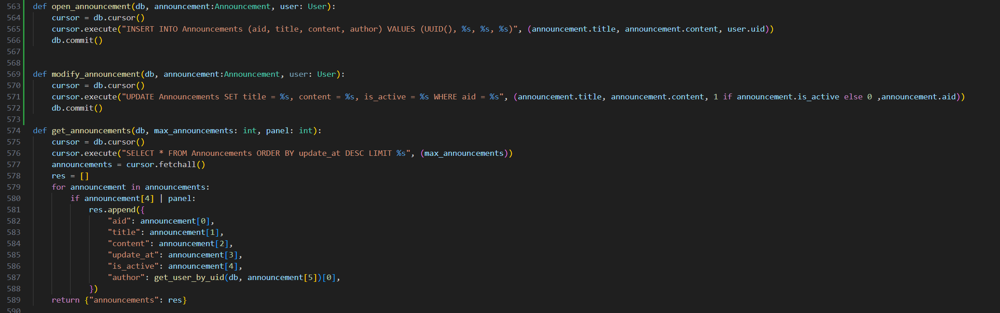 563 def open_announcement(db, announcement:Announcement, user: User):
564     cursor = db.cursor()
565     cursor.execute("INSERT INTO Announcements (aid, title, content, author) VALUES (UUID(), %s, %s, %s)", (announcement.title, announcement.content, user.uid))
566     db.commit()
567
568
569 def modify_announcement(db, announcement:Announcement, user: User):
570     cursor = db.cursor()
571     cursor.execute("UPDATE Announcements SET title = %s, content = %s, is_active = %s WHERE aid = %s", (announcement.title, announcement.content, 1 if announcement.is_active else 0 ,announcement.aid))
572     db.commit()
573
574 def get_announcements(db, max_announcements: int, panel: int):
575     cursor = db.cursor()
576     cursor.execute("SELECT * FROM Announcements ORDER BY update_at DESC LIMIT %s", (max_announcements))
577     announcements = cursor.fetchall()
578     res = []
579     for announcement in announcements:
580         if announcement[4] | panel:
581             res.append({
582                 "aid": announcement[0],
583                 "title": announcement[1],
584                 "content": announcement[2],
585                 "update_at": announcement[3],
586                 "is_active": announcement[4],
587                 "author": get_user_by_uid(db, announcement[5])[0],
588             })
589     return {"announcements": res}
590